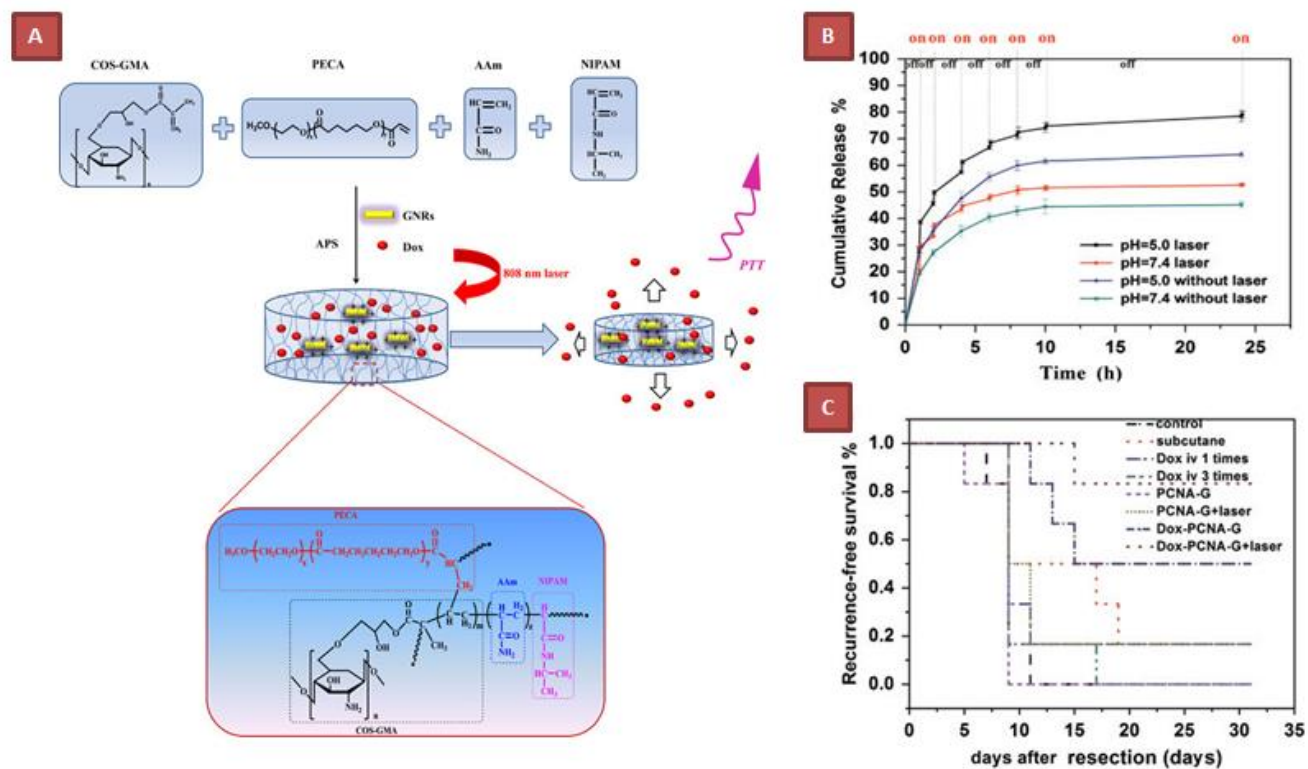 A
COS-GMA
PECA
AAm
NIPAM
GNRs
Dox
APS
808 nm laser
PTT
PECA
AAm
NIPAM
COS-GMA
B
on on on on on on on
off off off off off off off
Cumulative Release %
100
90
80
70
60
50
40
30
20
10
0
pH=5.0 laser
pH=7.4 laser
pH=5.0 without laser
pH=7.4 without laser
0 5 10 15 20 25
Time (h)
C
Recurrence-free survival %
1.0
0.8
0.6
0.4
0.2
0.0
control
subcutane
Dox iv 1 times
Dox iv 3 times
PCNA-G
PCNA-G+laser
Dox-PCNA-G
Dox-PCNA-G+laser
0 5 10 15 20 25 30 35
days after resection (days)